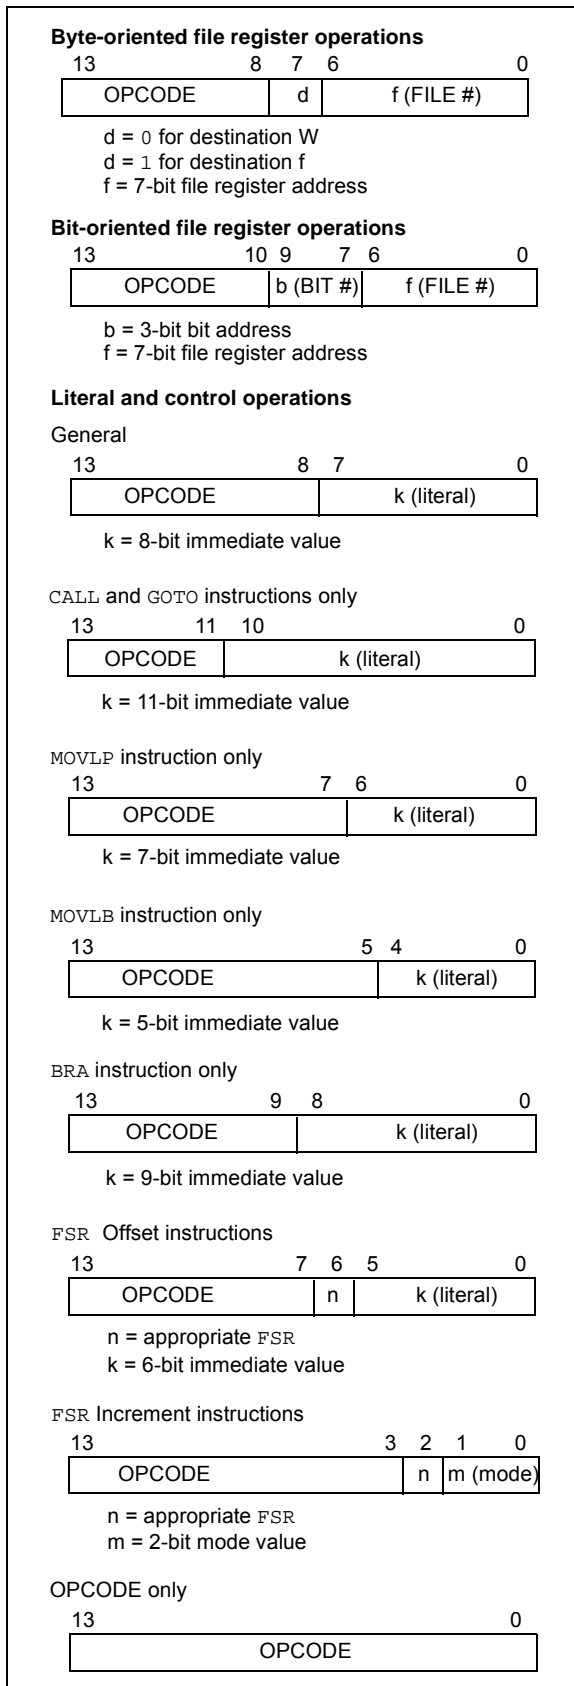 Byte-oriented file register operations
13 8 7 6 0
OPCODE d f (FILE #)
d = 0 for destination W
d = 1 for destination f
f = 7-bit file register address
Bit-oriented file register operations
13 10 9 7 6 0
OPCODE b (BIT #) f (FILE #)
b = 3-bit bit address
f = 7-bit file register address
Literal and control operations
General
13 8 7 0
OPCODE k (literal)
k = 8-bit immediate value
CALL and GOTO instructions only
13 11 10 0
OPCODE k (literal)
k = 11-bit immediate value
MOVLP instruction only
13 7 6 0
OPCODE k (literal)
k = 7-bit immediate value
MOVLB instruction only
13 5 4 0
OPCODE k (literal)
k = 5-bit immediate value
BRA instruction only
13 9 8 0
OPCODE k (literal)
k = 9-bit immediate value
FSR Offset instructions
13 7 6 5 0
OPCODE n k (literal)
n = appropriate FSR
k = 6-bit immediate value
FSR Increment instructions
13 3 2 1 0
OPCODE n m (mode)
n = appropriate FSR
m = 2-bit mode value
OPCODE only
13 0
OPCODE